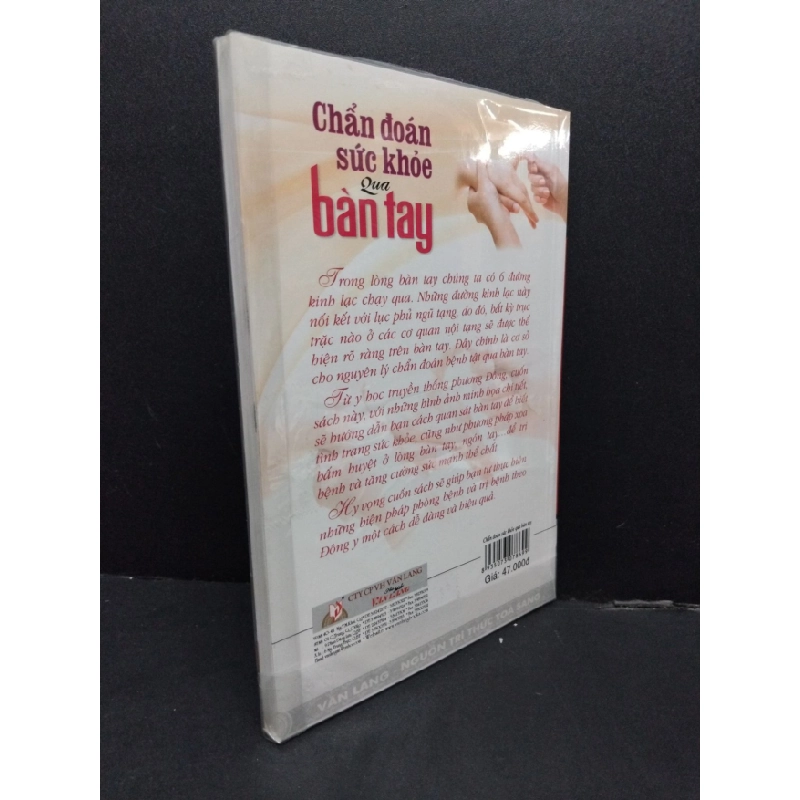 Chẩn đoán
sức khỏe
Qua
bàn tay
Trong lòng bàn tay chúng ta có 6 đường
kinh lạc chạy qua. Những đường kinh lạc này
nối kết với lục phủ ngũ tạng, do đó, bất kỳ trục
trặc nào ở các cơ quan nội tạng sẽ được thể
hiện rõ ràng trên bàn tay. Đây chính là cơ sở
cho nguyên lý chẩn đoán bệnh tật qua bàn tay.
Từ y học truyền thống phương Đông, cuốn
sách này, với những hình ảnh minh họa chi tiết,
sẽ hướng dẫn bạn cách quan sát bàn tay để biết
tình trạng sức khỏe cũng như phương pháp xoa
bấm huyệt ở lòng bàn tay, ngón tay... để trị
bệnh và tăng cường sức mạnh thể chất.
Hy vọng cuốn sách sẽ giúp bạn tự thực hiện
những biện pháp phòng bệnh và trị bệnh theo
Đông y một cách dễ dàng và hiệu quả.
CTY CP VH VĂN LANG
Giá: 47.000đ
VĂN LANG - NGUỒN TRI THỨC TỎA SÁNG